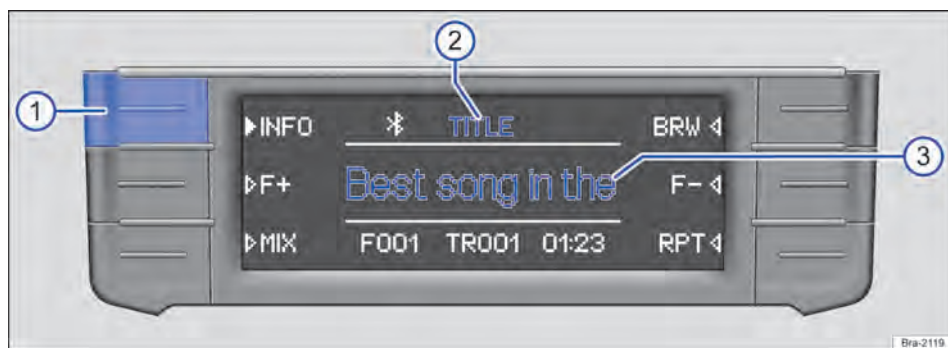 2
1
INFO TITLE BRW
3
F+ Best song in the F-
MIX F001 TR001 01:23 RPT
Bra-2119